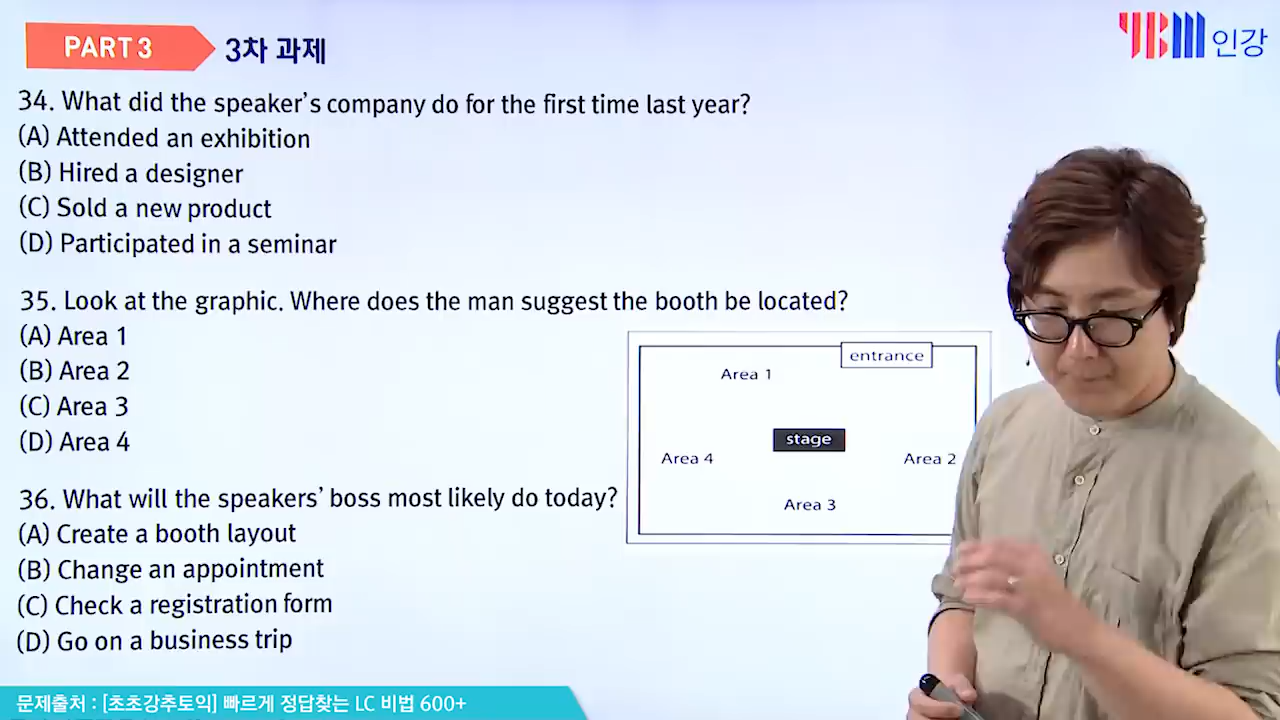 PART 3
3차 과제
YBM 인강
34. What did the speaker's company do for the first time last year?
(A) Attended an exhibition
(B) Hired a designer
(C) Sold a new product
(D) Participated in a seminar
35. Look at the graphic. Where does the man suggest the booth be located?
(A) Area 1
(B) Area 2
(C) Area 3
(D) Area 4
entrance
Area 1
stage
Area 4
Area 2
Area 3
36. What will the speakers' boss most likely do today?
(A) Create a booth layout
(B) Change an appointment
(C) Check a registration form
(D) Go on a business trip
문제출처 : [초초강추토익] 빠르게 정답찾는 LC 비법 600+